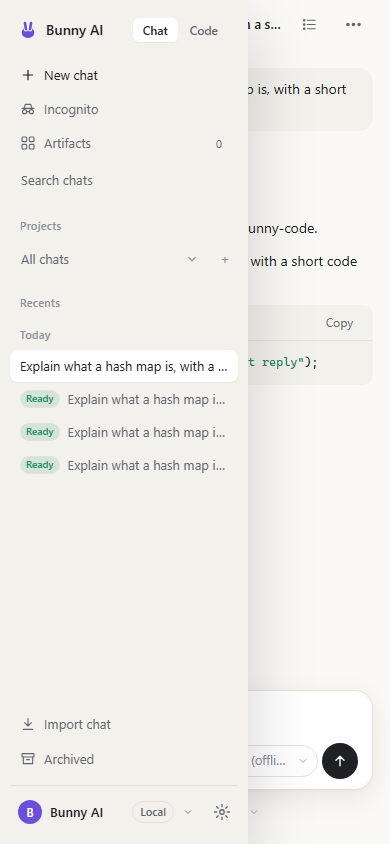 Bunny AI
Chat
Code
New chat
Incognito
Artifacts
0
Search chats
Projects
All chats
+
Recents
Today
Explain what a hash map is, with a ...
Ready
Explain what a hash map i...
Ready
Explain what a hash map i...
Ready
Explain what a hash map i...
Import chat
Archived
B
Bunny AI
Local
a s...
is, with a short
unny-code.
with a short code
Copy
t reply");
(offli...